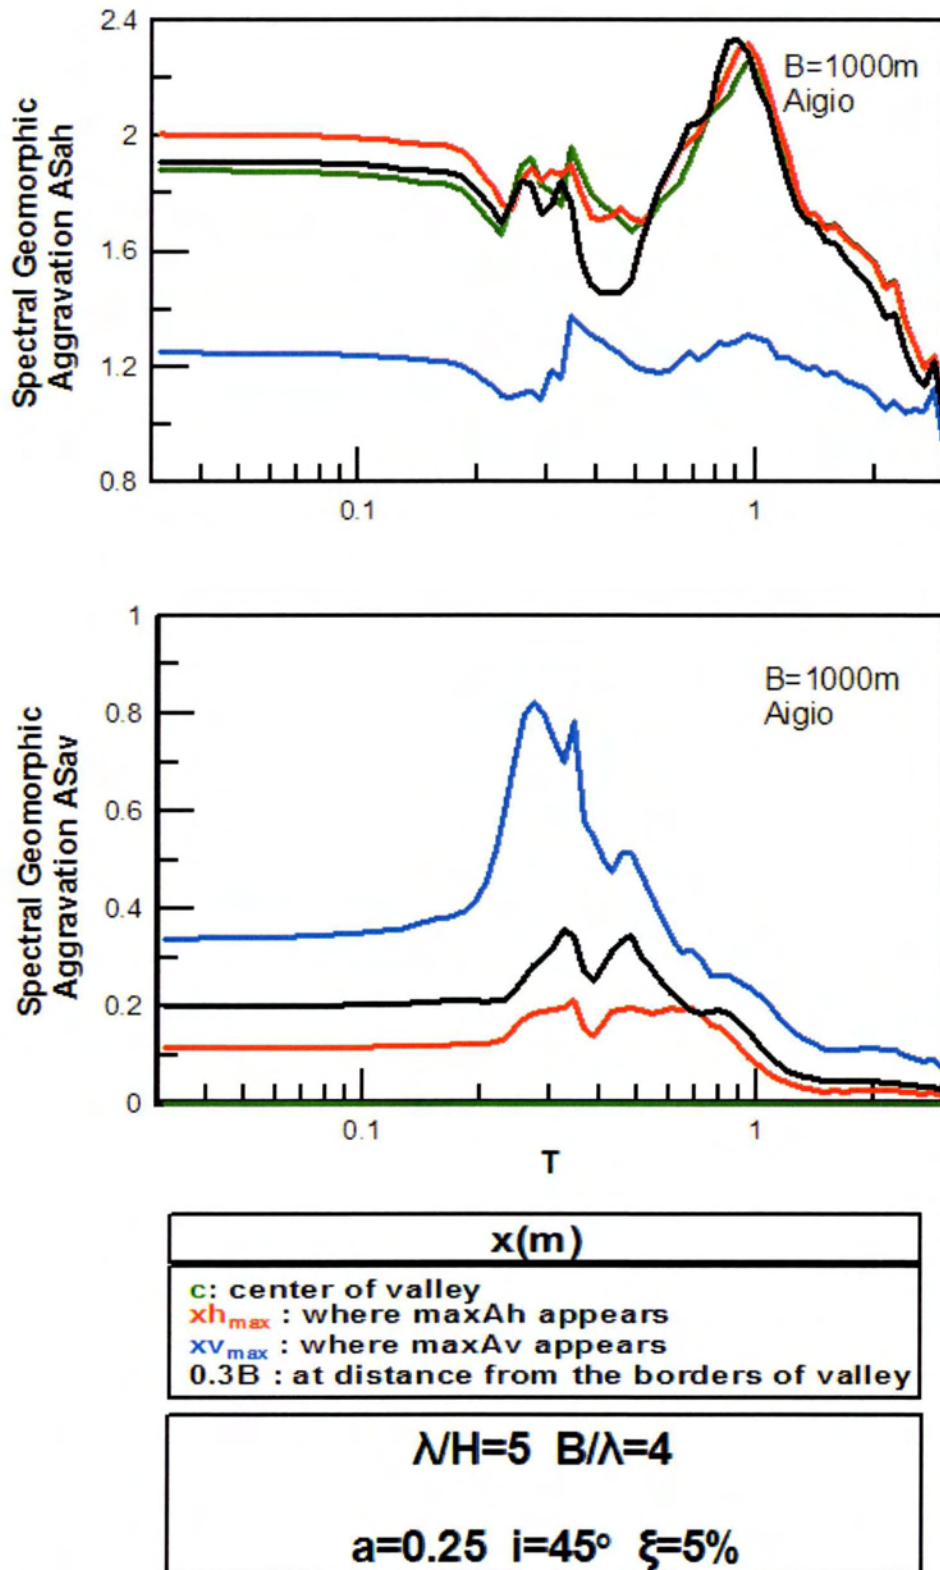 Spectral Geomorphic
Aggravation ASah
2.4
2
1.6
1.2
0.8
B=1000m
Aigio
0.1
1
Spectral Geomorphic
Aggravation ASav
1
0.8
0.6
0.4
0.2
0
B=1000m
Aigio
0.1
1
T
x(m)
c: center of valley
xhmax : where maxAh appears
xvmax : where maxAv appears
0.3B : at distance from the borders of valley
λ/H=5 B/λ=4
a=0.25 i=45° ξ=5%